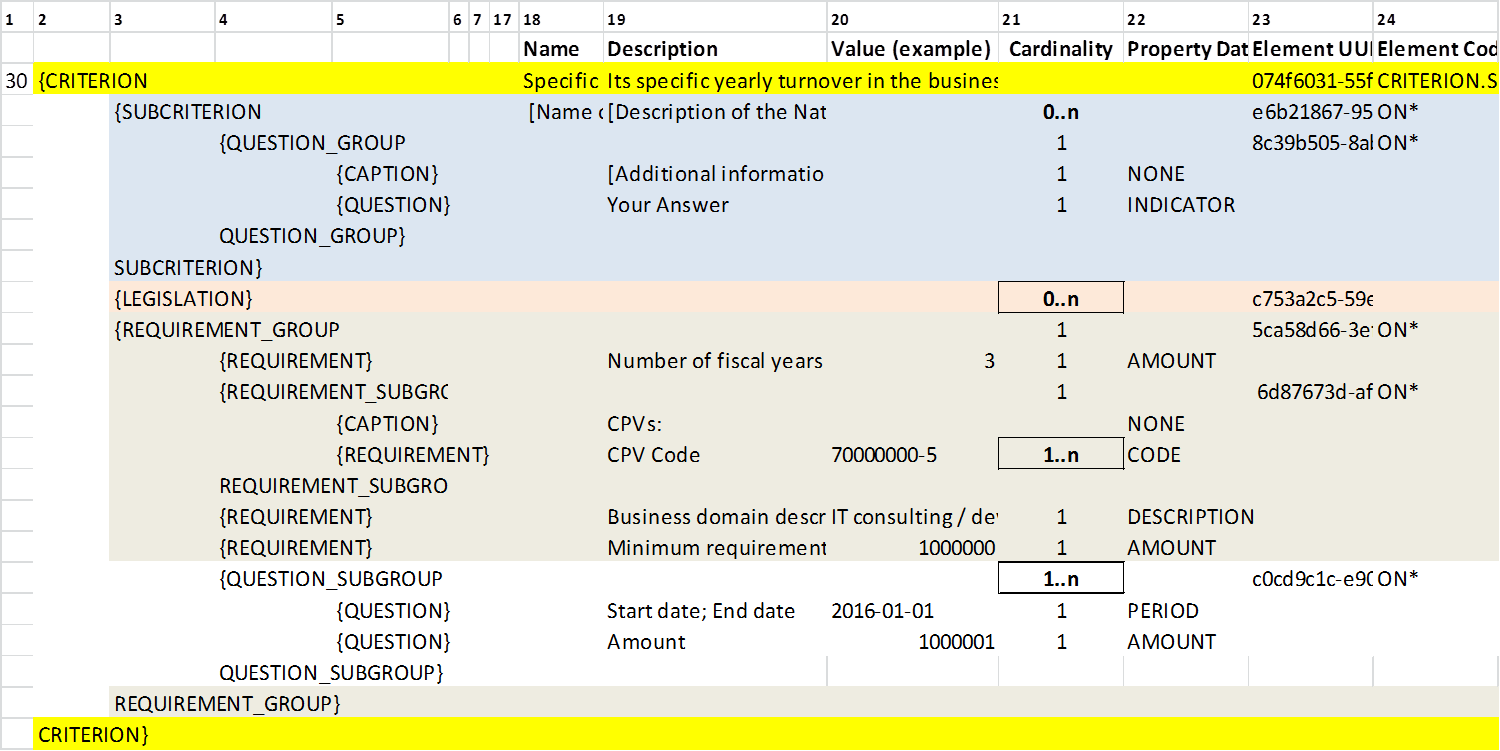 1 2 3 4 5 6 7 17 18 19 20 21 22 23 24
Name Description Value (example) Cardinality Property Dat Element UUI Element Cod
30 {CRITERION Specific Its specific yearly turnover in the busines 074f6031-55f CRITERION.S
{SUBCRITERION [Name o [Description of the Nat 0..n e6b21867-95 ON*
{QUESTION_GROUP 1 8c39b505-8al ON*
{CAPTION} [Additional informatio 1 NONE
{QUESTION} Your Answer 1 INDICATOR
QUESTION_GROUP}
SUBCRITERION}
{LEGISLATION} 0..n c753a2c5-59e
{REQUIREMENT_GROUP 1 5ca58d66-3e ON*
{REQUIREMENT} Number of fiscal years 3 1 AMOUNT
{REQUIREMENT_SUBGRO 1 6d87673d-af ON*
{CAPTION} CPVs: NONE
{REQUIREMENT} CPV Code 70000000-5 1..n CODE
REQUIREMENT_SUBGRO
{REQUIREMENT} Business domain descr IT consulting / dev 1 DESCRIPTION
{REQUIREMENT} Minimum requirement 1000000 1 AMOUNT
{QUESTION_SUBGROUP 1..n c0cd9c1c-e90 ON*
{QUESTION} Start date; End date 2016-01-01 1 PERIOD
{QUESTION} Amount 1000001 1 AMOUNT
QUESTION_SUBGROUP}
REQUIREMENT_GROUP}
CRITERION}